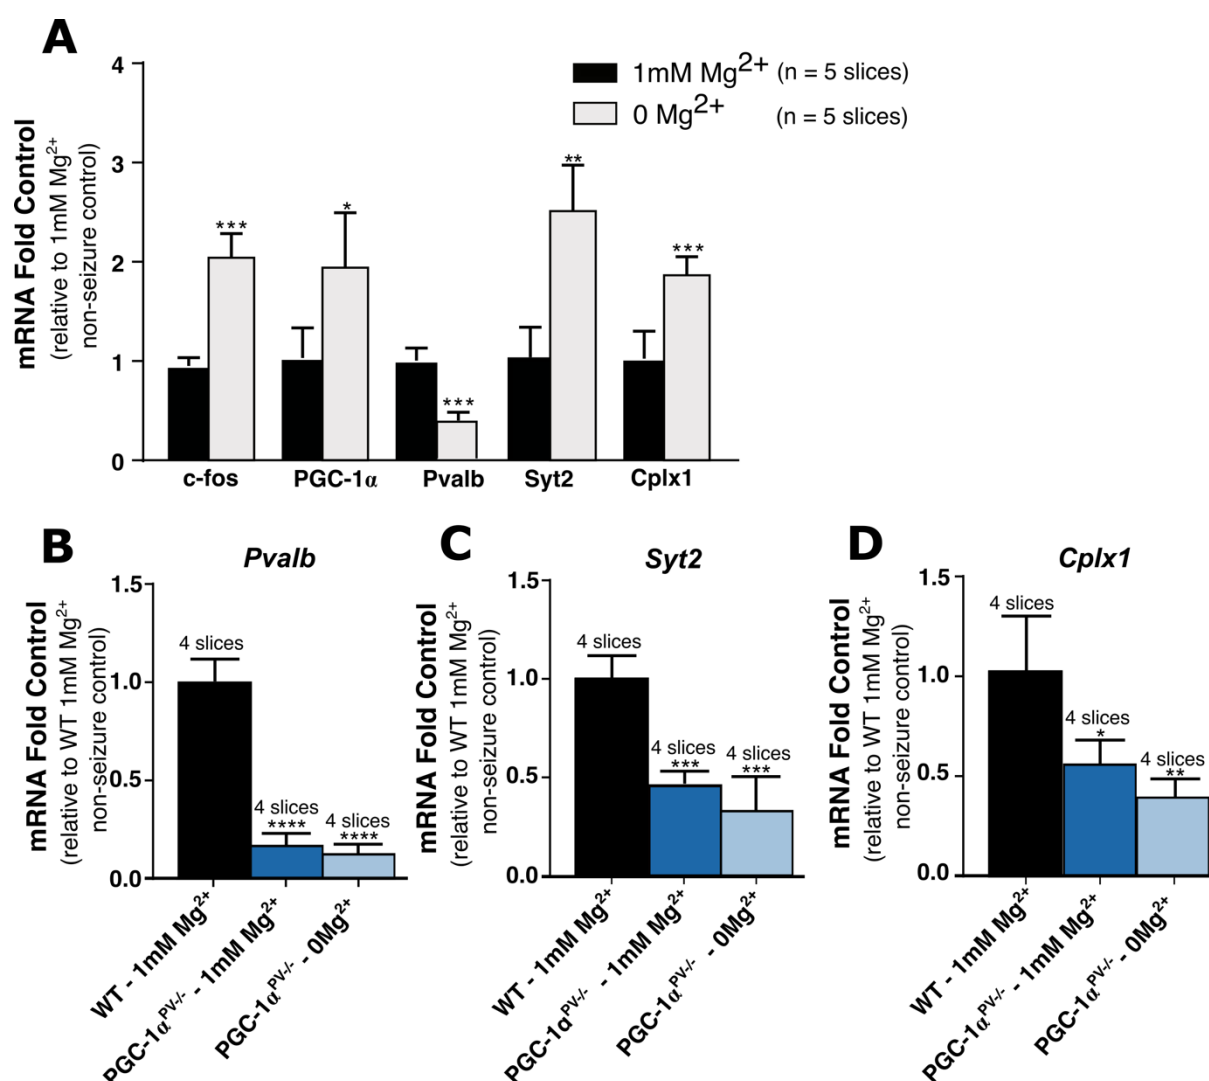 A
4
3
2
1
0
mRNA Fold Control
(relative to 1mM Mg2+
non-seizure control)
1mM Mg2+ (n = 5 slices)
0 Mg2+ (n = 5 slices)
***
*
***
**
***
c-fos PGC-1α Pvalb Syt2 Cplx1
B
Pvalb
mRNA Fold Control
(relative to WT 1mM Mg2+
non-seizure control)
1.5
1.0
0.5
0.0
4 slices
4 slices
****
4 slices
****
WT - 1mM Mg2+
PGC-1αPV-/- - 1mM Mg2+
PGC-1αPV-/- - 0Mg2+
C
Syt2
mRNA Fold Control
(relative to WT 1mM Mg2+
non-seizure control)
1.5
1.0
0.5
0.0
4 slices
4 slices
***
4 slices
***
WT - 1mM Mg2+
PGC-1αPV-/- - 1mM Mg2+
PGC-1αPV-/- - 0Mg2+
D
Cplx1
mRNA Fold Control
(relative to WT 1mM Mg2+
non-seizure control)
1.5
1.0
0.5
0.0
4 slices
4 slices
*
4 slices
**
WT - 1mM Mg2+
PGC-1αPV-/- - 1mM Mg2+
PGC-1αPV-/- - 0Mg2+